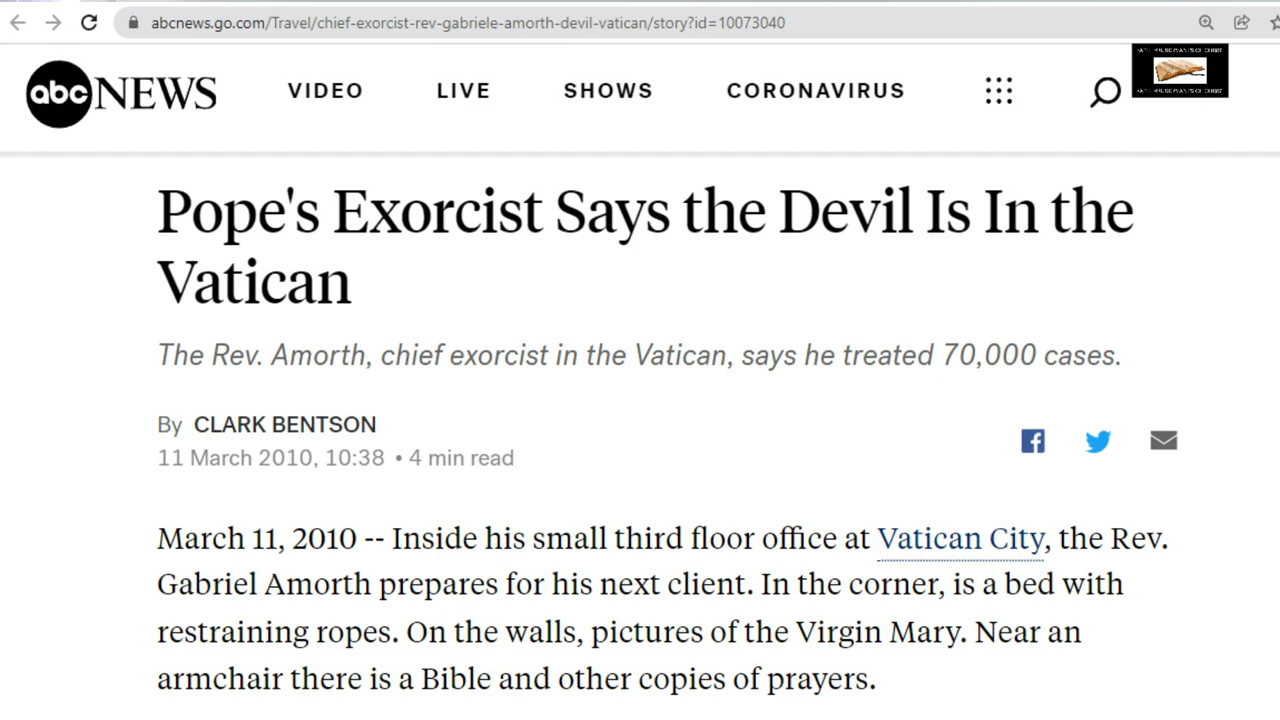 abcnews.go.com/Travel/chief-exorcist-rev-gabriele-amorth-devil-vatican/story?id=10073040
abc NEWS
VIDEO
LIVE
SHOWS
CORONAVIRUS
Pope's Exorcist Says the Devil Is In the
Vatican
The Rev. Amorth, chief exorcist in the Vatican, says he treated 70,000 cases.
By CLARK BENTSON
11 March 2010, 10:38 • 4 min read
March 11, 2010 -- Inside his small third floor office at Vatican City, the Rev.
Gabriel Amorth prepares for his next client. In the corner, is a bed with
restraining ropes. On the walls, pictures of the Virgin Mary. Near an
armchair there is a Bible and other copies of prayers.